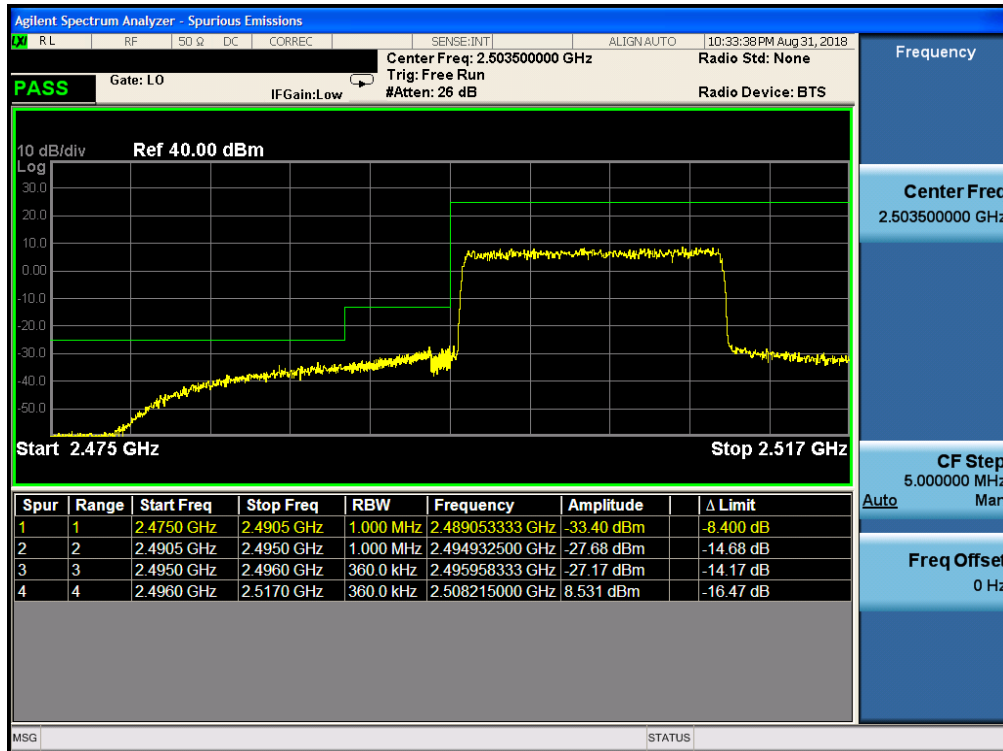 Agilent Spectrum Analyzer - Spurious Emissions
LXI RL RF 50 Ω DC CORREC SENSE:INT ALIGN AUTO 10:33:38 PM Aug 31, 2018
Center Freq: 2.503500000 GHz Radio Std: None
Gate: LO Trig: Free Run
PASS IFGain:Low #Atten: 26 dB Radio Device: BTS
10 dB/div Ref 40.00 dBm
Log
30.0
20.0
10.0
0.00
-10.0
-20.0
-30.0
-40.0
-50.0
Start 2.475 GHz Stop 2.517 GHz
Spur Range Start Freq Stop Freq RBW Frequency Amplitude Δ Limit
1 1 2.4750 GHz 2.4905 GHz 1.000 MHz 2.489053333 GHz -33.40 dBm -8.400 dB
2 2 2.4905 GHz 2.4950 GHz 1.000 MHz 2.494932500 GHz -27.68 dBm -14.68 dB
3 3 2.4950 GHz 2.4960 GHz 360.0 kHz 2.495958333 GHz -27.17 dBm -14.17 dB
4 4 2.4960 GHz 2.5170 GHz 360.0 kHz 2.508215000 GHz 8.531 dBm -16.47 dB
MSG STATUS
Frequency
Center Freq
2.503500000 GHz
CF Step
5.000000 MHz
Auto Man
Freq Offset
0 Hz